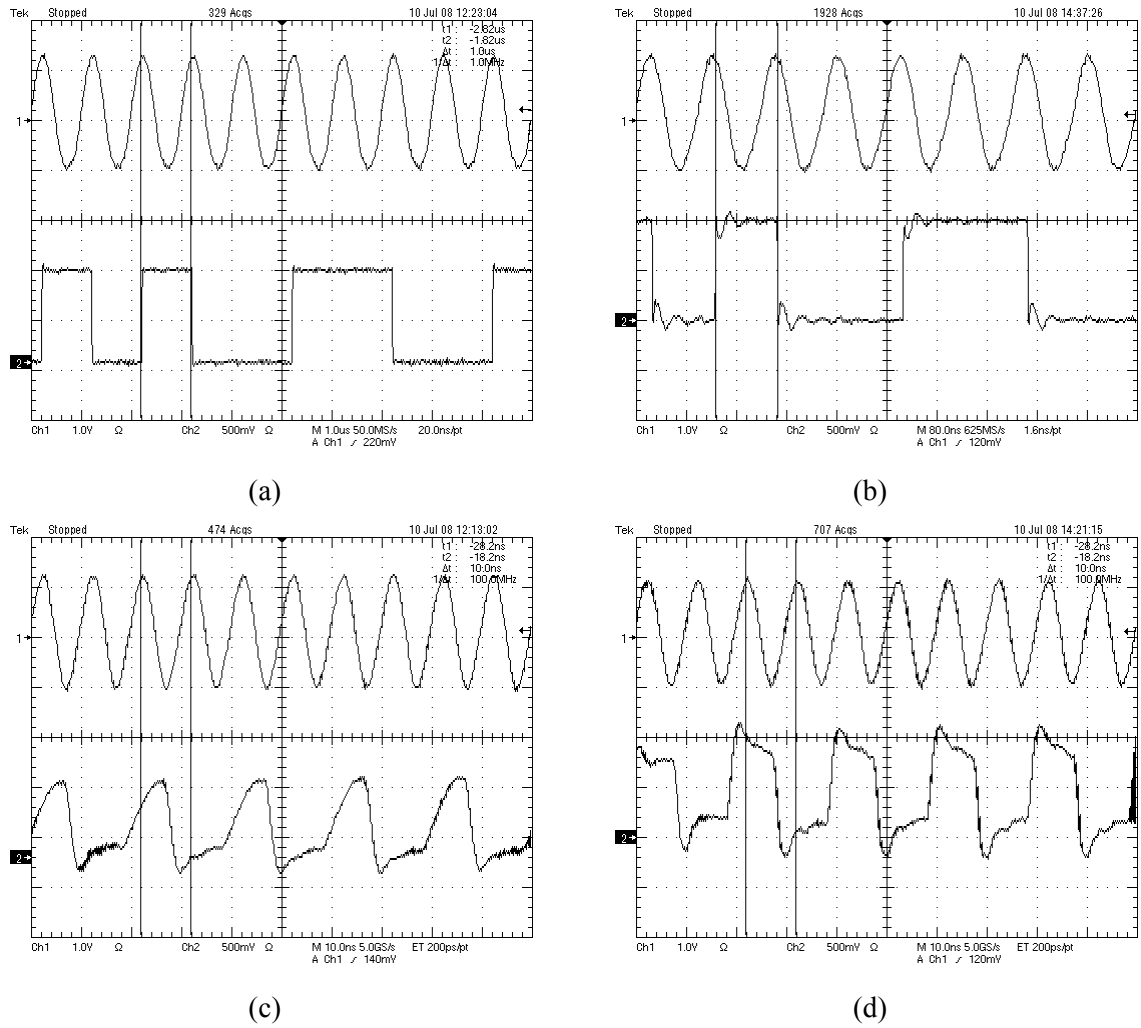 Tek Stopped 329 Acqs 10 Jul 08 12:23:04
t1 : -2.82us
t2 : -1.82us
Δt : 1.0us
1/Δt : 1.0MHz
1
2
Ch1 1.0V Ω Ch2 500mV Ω M 1.0us 50.0MS/s 20.0ns/pt
A Ch1 ∕ 220mV
(a)
Tek Stopped 1928 Acqs 10 Jul 08 14:37:26
1
2
Ch1 1.0V Ω Ch2 500mV Ω M 80.0ns 625MS/s 1.6ns/pt
A Ch1 ∕ 120mV
(b)
Tek Stopped 474 Acqs 10 Jul 08 12:13:02
t1 : -28.2ns
t2 : -18.2ns
Δt : 10.0ns
1/Δt : 100.0MHz
1
2
Ch1 1.0V Ω Ch2 500mV Ω M 10.0ns 5.0GS/s ET 200ps/pt
A Ch1 ∕ 140mV
(c)
Tek Stopped 707 Acqs 10 Jul 08 14:21:15
t1 : -28.2ns
t2 : -18.2ns
Δt : 10.0ns
1/Δt : 100.0MHz
1
2
Ch1 1.0V Ω Ch2 500mV Ω M 10.0ns 5.0GS/s ET 200ps/pt
A Ch1 ∕ 120mV
(d)